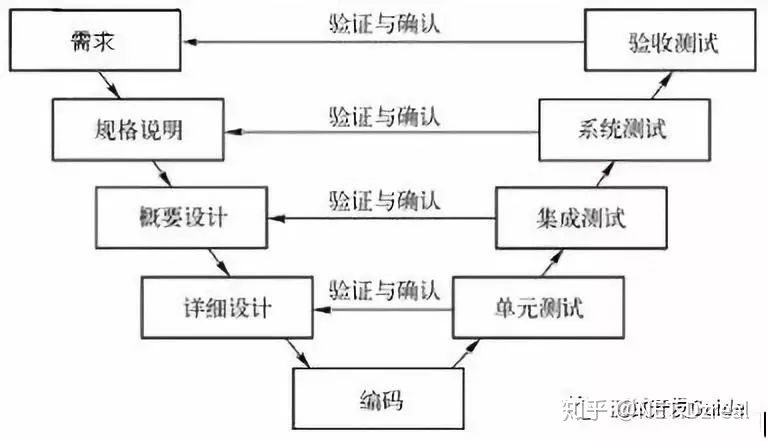 需求
验证与确认
验收测试
规格说明
验证与确认
系统测试
概要设计
验证与确认
集成测试
详细设计
验证与确认
单元测试
编码
知乎